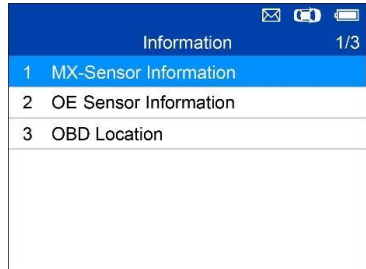 Information 1/3
1 MX-Sensor Information
2 OE Sensor Information
3 OBD Location